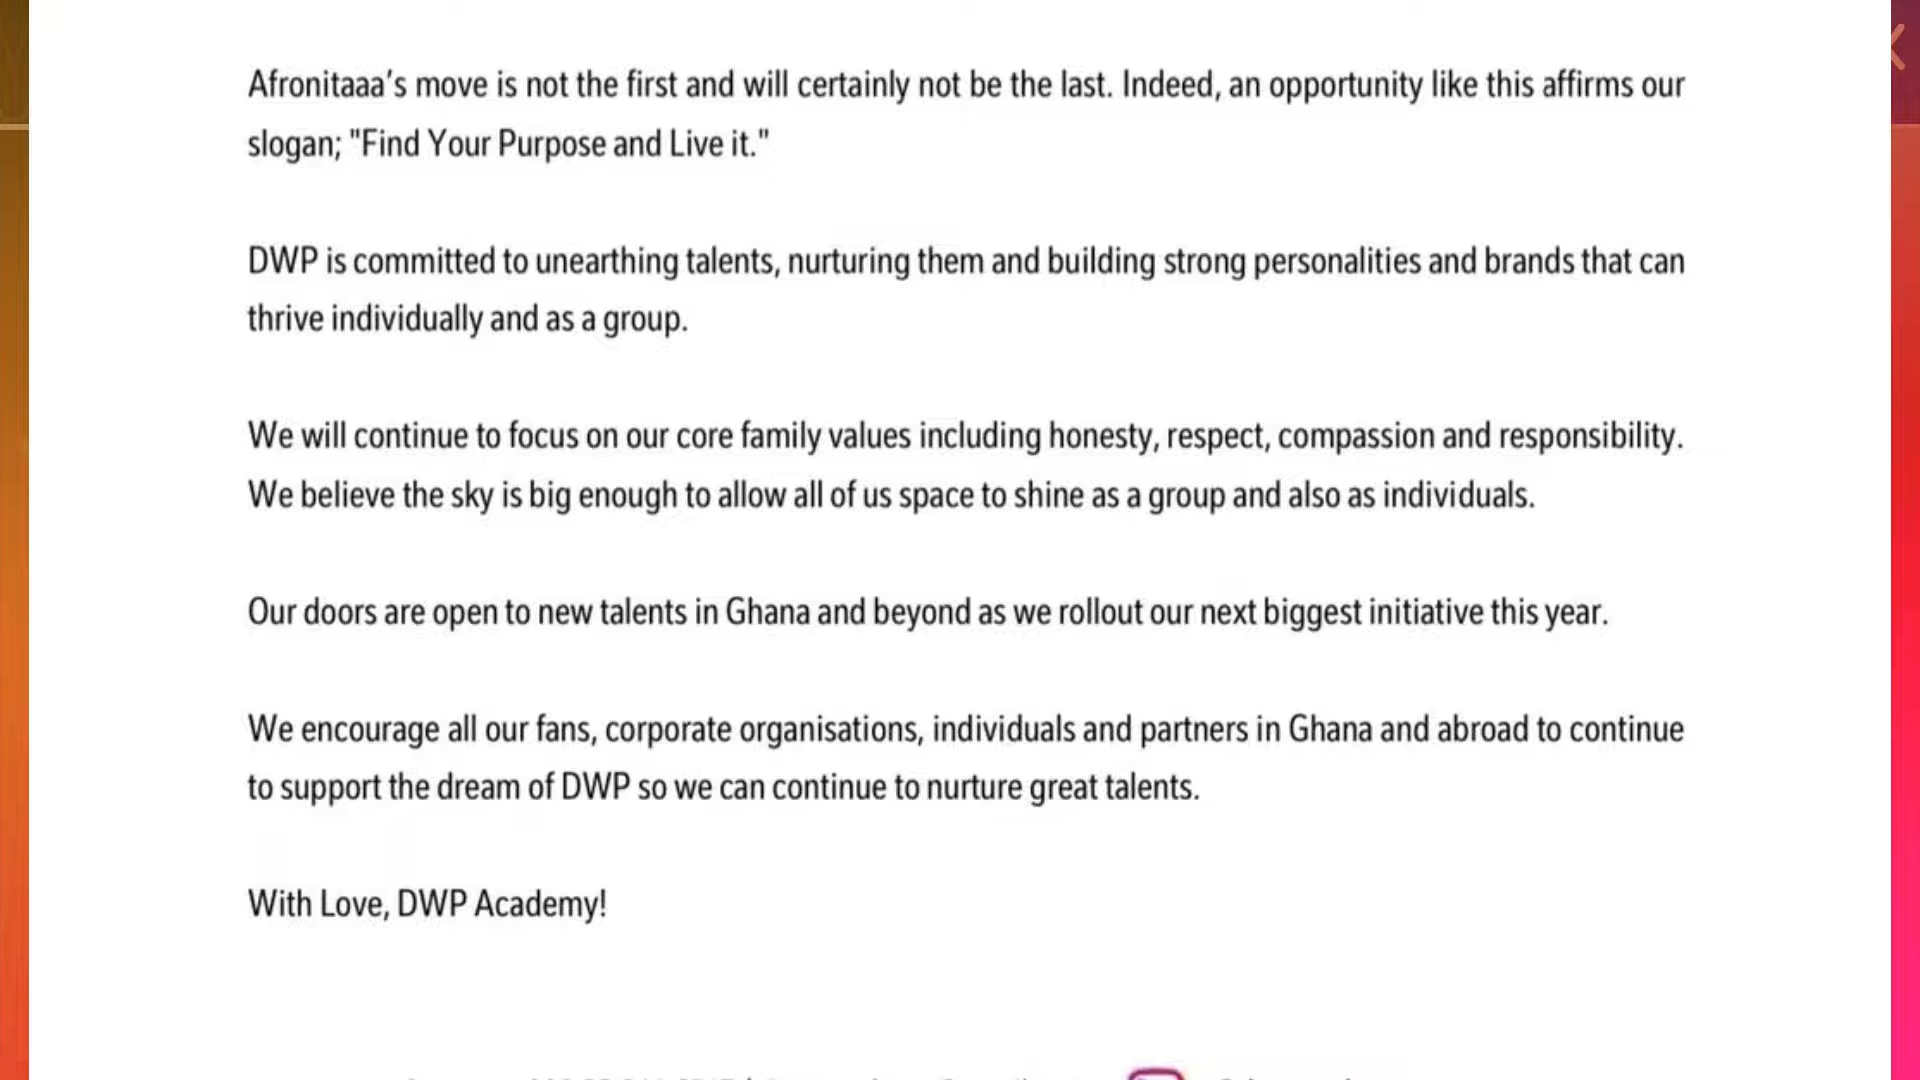 Afronitaaa's move is not the first and will certainly not be the last. Indeed, an opportunity like this affirms our
slogan; "Find Your Purpose and Live it."
DWP is committed to unearthing talents, nurturing them and building strong personalities and brands that can
thrive individually and as a group.
We will continue to focus on our core family values including honesty, respect, compassion and responsibility.
We believe the sky is big enough to allow all of us space to shine as a group and also as individuals.
Our doors are open to new talents in Ghana and beyond as we rollout our next biggest initiative this year.
We encourage all our fans, corporate organisations, individuals and partners in Ghana and abroad to continue
to support the dream of DWP so we can continue to nurture great talents.
With Love, DWP Academy!